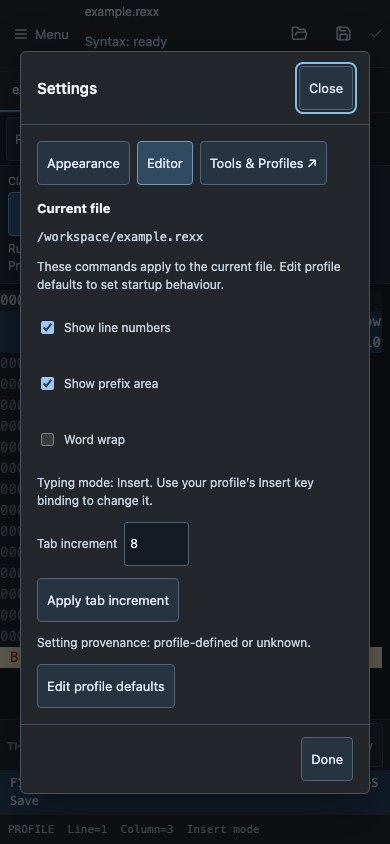 example.rexx
Menu
Syntax: ready
Settings
Close
Appearance
Editor
Tools & Profiles ↗
Current file
/workspace/example.rexx
These commands apply to the current file. Edit profile
defaults to set startup behaviour.
Show line numbers
Show prefix area
Word wrap
Typing mode: Insert. Use your profile's Insert key
binding to change it.
Tab increment
8
Apply tab increment
Setting provenance: profile-defined or unknown.
Edit profile defaults
Done
Save
PROFILE Line=1 Column=3 Insert mode